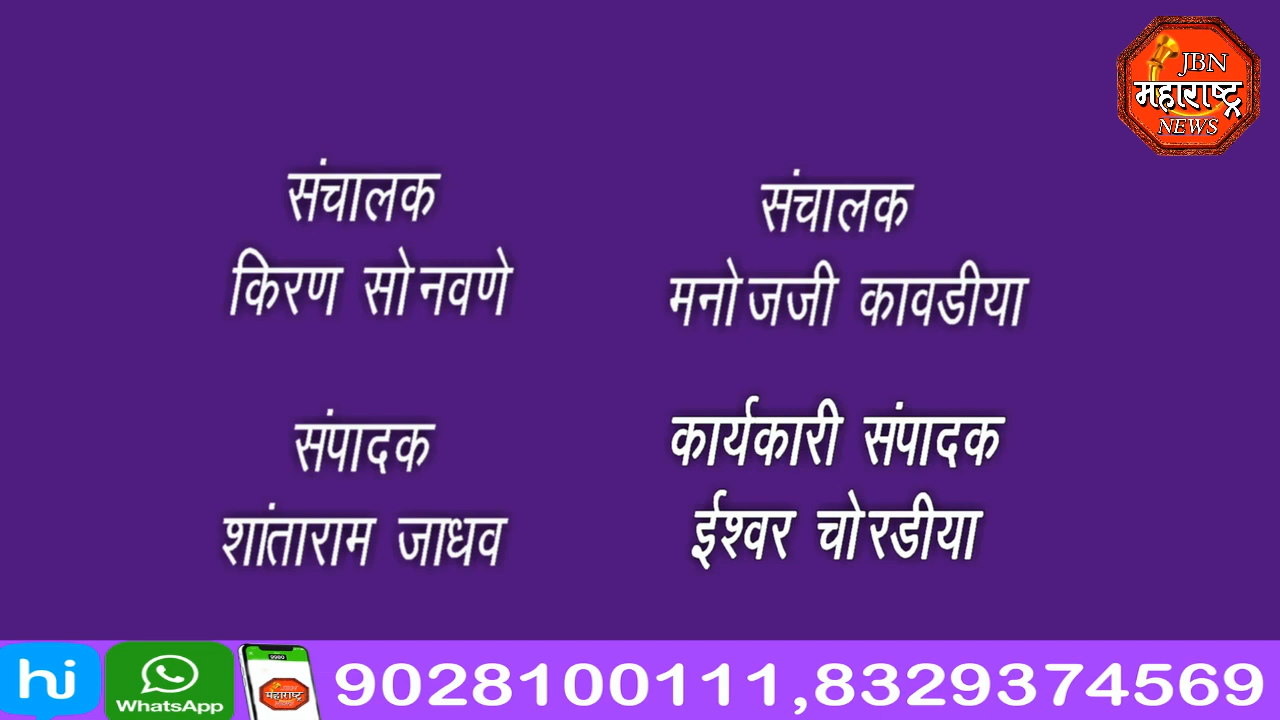 JBN
महाराष्ट्र
NEWS
संचालक
किरण सोनवणे
संचालक
मनोजजी कावडीया
संपादक
शांताराम जाधव
कार्यकारी संपादक
ईश्वर चोरडीया
hi
WhatsApp
महाराष्ट्र
9028100111,8329374569